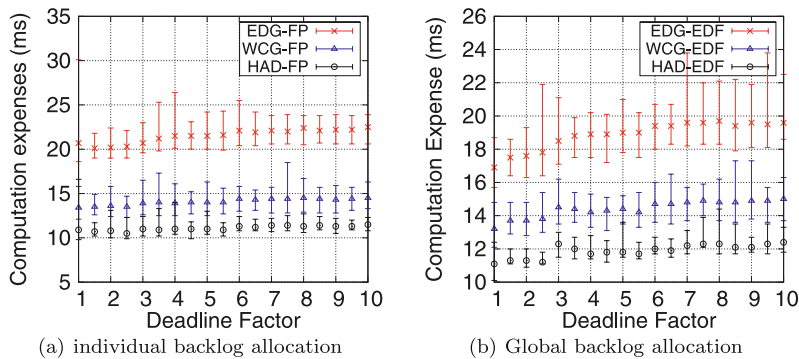 35
30
25
20
15
10
5
1 2 3 4 5 6 7 8 9 10
Computation expenses (ms)
Deadline Factor
EDG-FP
WCG-FP
HAD-FP
(a) individual backlog allocation
26
24
22
20
18
16
14
12
10
1 2 3 4 5 6 7 8 9 10
Computation Expense (ms)
Deadline Factor
EDG-EDF
WCG-EDF
HAD-EDF
(b) Global backlog allocation